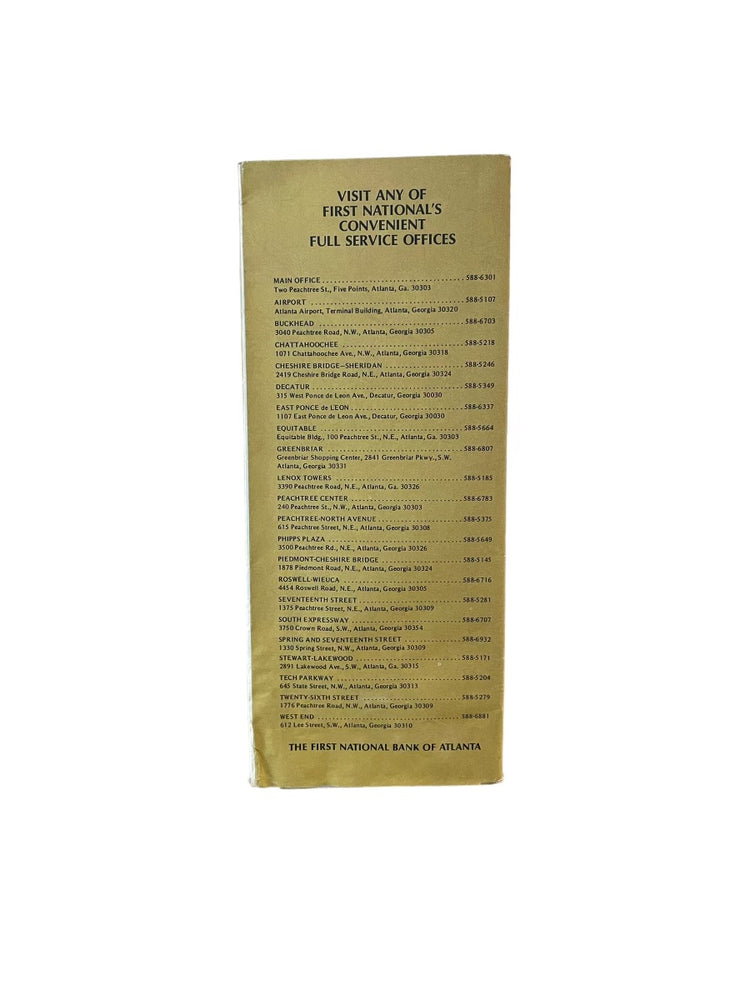 VISIT ANY OF
FIRST NATIONAL'S
CONVENIENT
FULL SERVICE OFFICES
MAIN OFFICE ........................................ 588-6301
Two Peachtree St., Five Points, Atlanta, Ga. 30303
AIRPORT ........................................ 588-5107
Atlanta Airport, Terminal Building, Atlanta, Georgia 30320
BUCKHEAD ........................................ 588-6703
3040 Peachtree Road, N.W., Atlanta, Georgia 30305
CHATTAHOOCHEE ................................ 588-5218
1071 Chattahoochee Ave., N.W., Atlanta, Georgia 30318
CHESHIRE BRIDGE—SHERIDAN .................... 588-5246
2419 Cheshire Bridge Road, N.E., Atlanta, Georgia 30324
DECATUR ........................................ 588-5349
315 West Ponce de Leon Ave., Decatur, Georgia 30030
EAST PONCE de LEON ............................ 588-6337
1107 East Ponce de Leon Ave., Decatur, Georgia 30030
EQUITABLE .................................... 588-5664
Equitable Bldg., 100 Peachtree St., N.E., Atlanta, Ga. 30303
GREENBRIAR .................................... 588-6807
Greenbriar Shopping Center, 2841 Greenbriar Pkwy., S.W.
Atlanta, Georgia 30331
LENOX TOWERS ................................ 588-5185
3390 Peachtree Road, N.E., Atlanta, Ga. 30326
PEACHTREE CENTER ............................ 588-6783
240 Peachtree St., N.W., Atlanta, Georgia 30303
PEACHTREE-NORTH AVENUE ..................... 588-5375
615 Peachtree Street, N.E., Atlanta, Georgia 30308
PHIPPS PLAZA ................................ 588-5649
3500 Peachtree Rd., N.E., Atlanta, Georgia 30326
PIEDMONT-CHESHIRE BRIDGE .................... 588-5145
1878 Piedmont Road, N.E., Atlanta, Georgia 30324
ROSWELL-WIEUCA ............................ 588-6716
4454 Roswell Road, N.E., Atlanta, Georgia 30305
SEVENTEENTH STREET ........................ 588-5281
1375 Peachtree Street, N.E., Atlanta, Georgia 30309
SOUTH EXPRESSWAY ............................ 588-6707
3750 Crown Road, S.W., Atlanta, Georgia 30354
SPRING AND SEVENTEENTH STREET ............... 588-6932
1330 Spring Street, N.W., Atlanta, Georgia 30309
STEWART-LAKEWOOD ............................ 588-5171
2891 Lakewood Ave., S.W., Atlanta, Ga. 30315
TECH PARKWAY ................................ 588-5204
645 State Street, N.W., Atlanta, Georgia 30313
TWENTY-SIXTH STREET ........................ 588-5279
1776 Peachtree Road, N.W., Atlanta, Georgia 30309
WEST END .................................... 588-6881
612 Lee Street, S.W., Atlanta, Georgia 30310
THE FIRST NATIONAL BANK OF ATLANTA